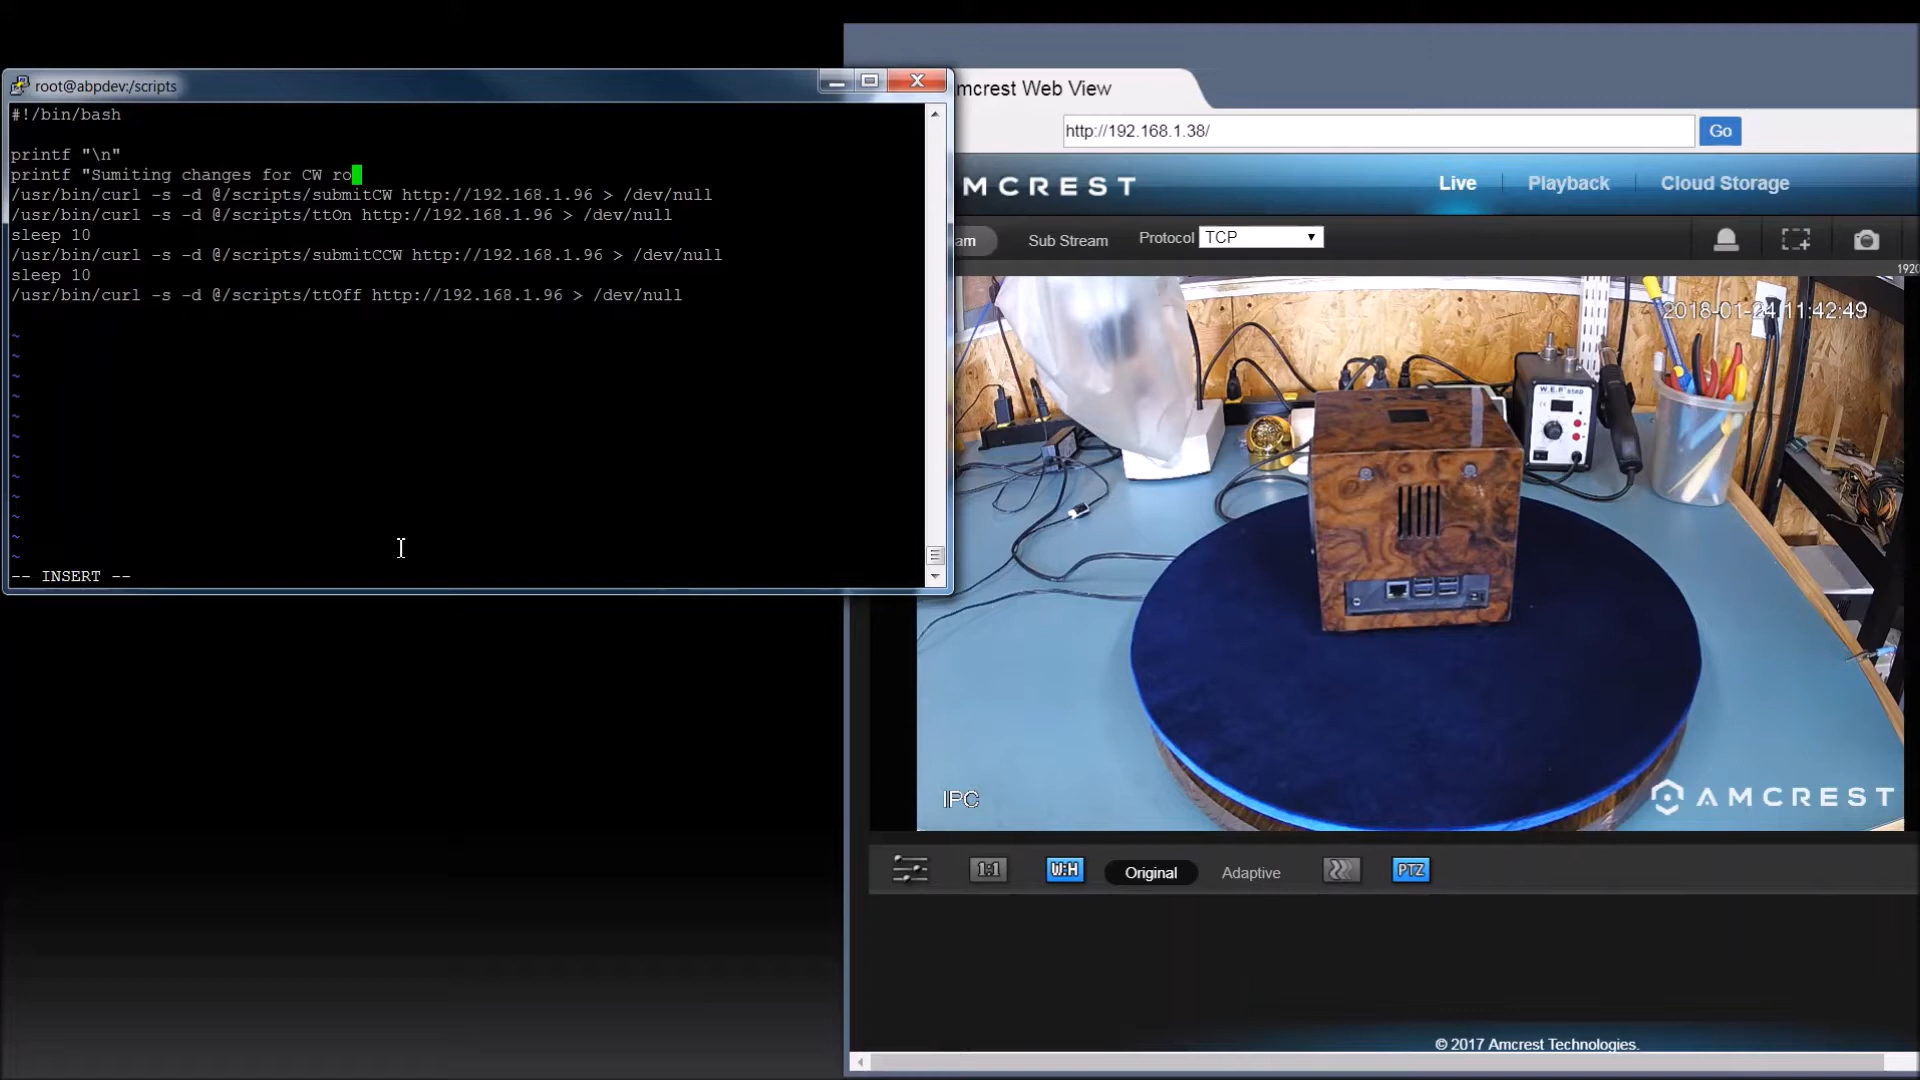 root@abpdev:/scripts
#!/bin/bash
printf "\n"
printf "Sumiting changes for CW ro
/usr/bin/curl -s -d @/scripts/submitCW http://192.168.1.96 > /dev/null
/usr/bin/curl -s -d @/scripts/ttOn http://192.168.1.96 > /dev/null
sleep 10
/usr/bin/curl -s -d @/scripts/submitCCW http://192.168.1.96 > /dev/null
sleep 10
/usr/bin/curl -s -d @/scripts/ttOff http://192.168.1.96 > /dev/null
~
~
~
~
~
~
~
~
~
~
~
~
-- INSERT --
mcrest Web View
http://192.168.1.38/
Go
MCREST
Live
Playback
Cloud Storage
am
Sub Stream
Protocol
TCP
1920
2018-01-24 11:42:49
W.E.P
IPC
AMCREST
1:1
W:H
Original
Adaptive
PTZ
© 2017 Amcrest Technologies.